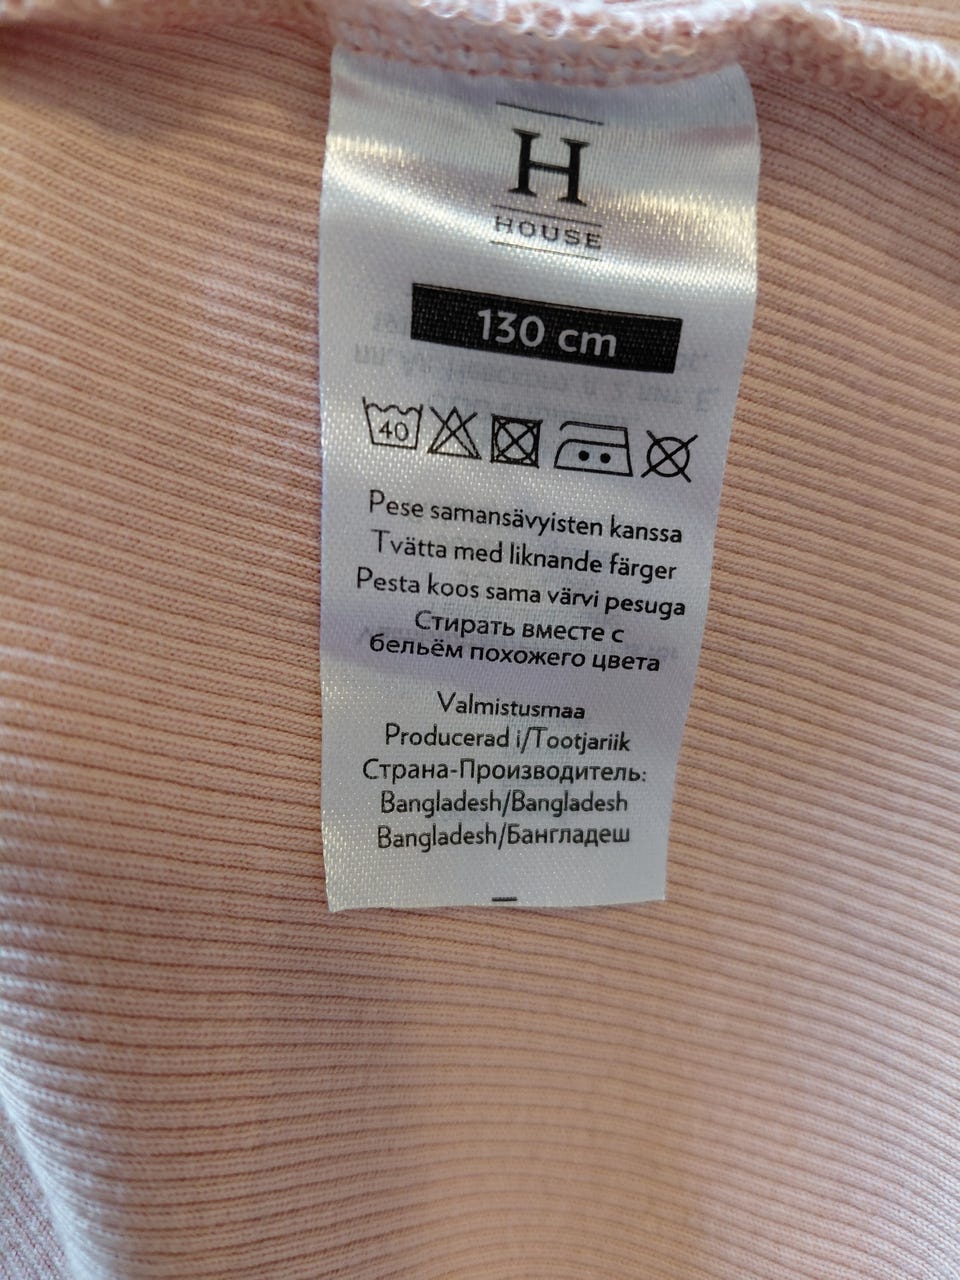 H
HOUSE
130 cm
40
Pese samansävyisten kanssa
Tvätta med liknande färger
Pesta koos sama värvi pesuga
Стирать вместе с
бельём похожего цвета
Valmistusmaa
Producerad i/Tootjariik
Страна-Производитель:
Bangladesh/Bangladesh
Bangladesh/Бангладеш